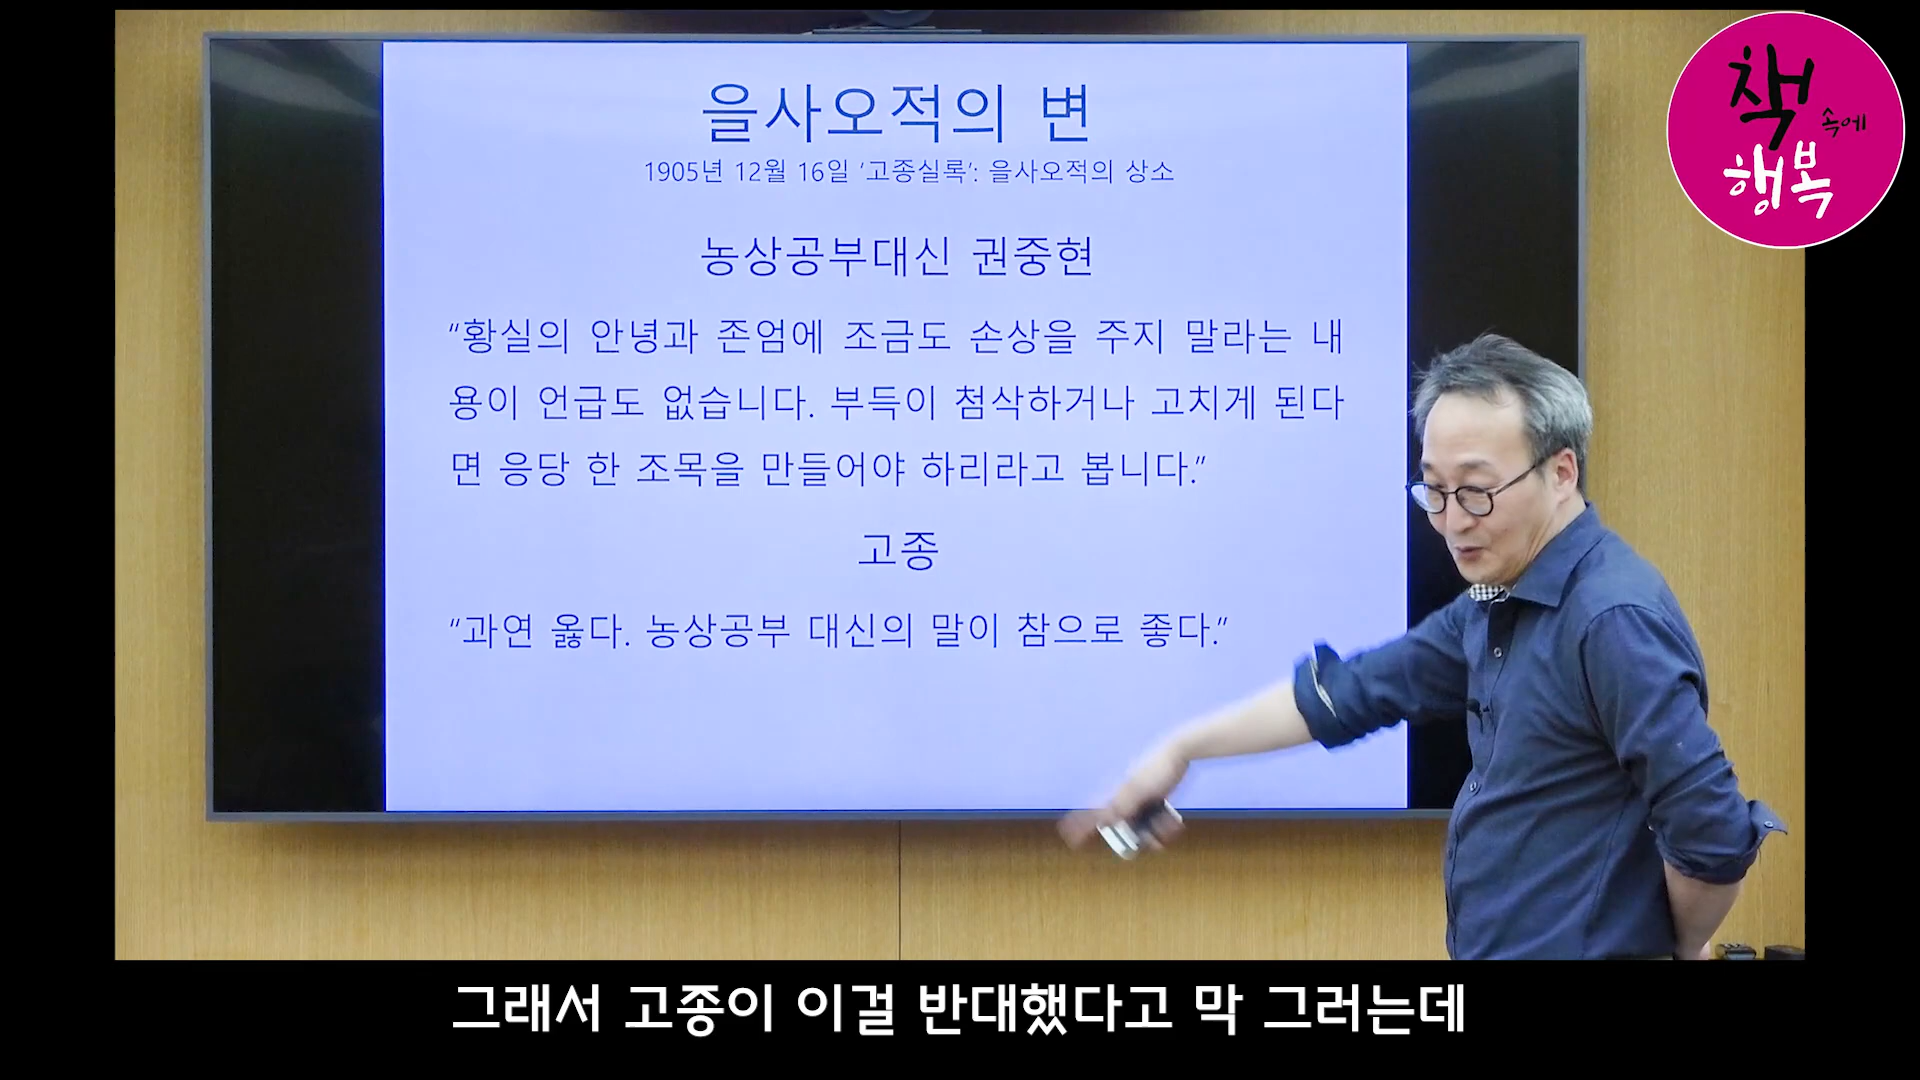 을사오적의 변
1905년 12월 16일 ‘고종실록’: 을사오적의 상소
농상공부대신 권중현
“황실의 안녕과 존엄에 조금도 손상을 주지 말라는 내
용이 언급도 없습니다. 부득이 첨삭하거나 고치게 된다
면 응당 한 조목을 만들어야 하리라고 봅니다.”
고종
“과연 옳다. 농상공부 대신의 말이 참으로 좋다.”
책 속에
행복
그래서 고종이 이걸 반대했다고 막 그러는데